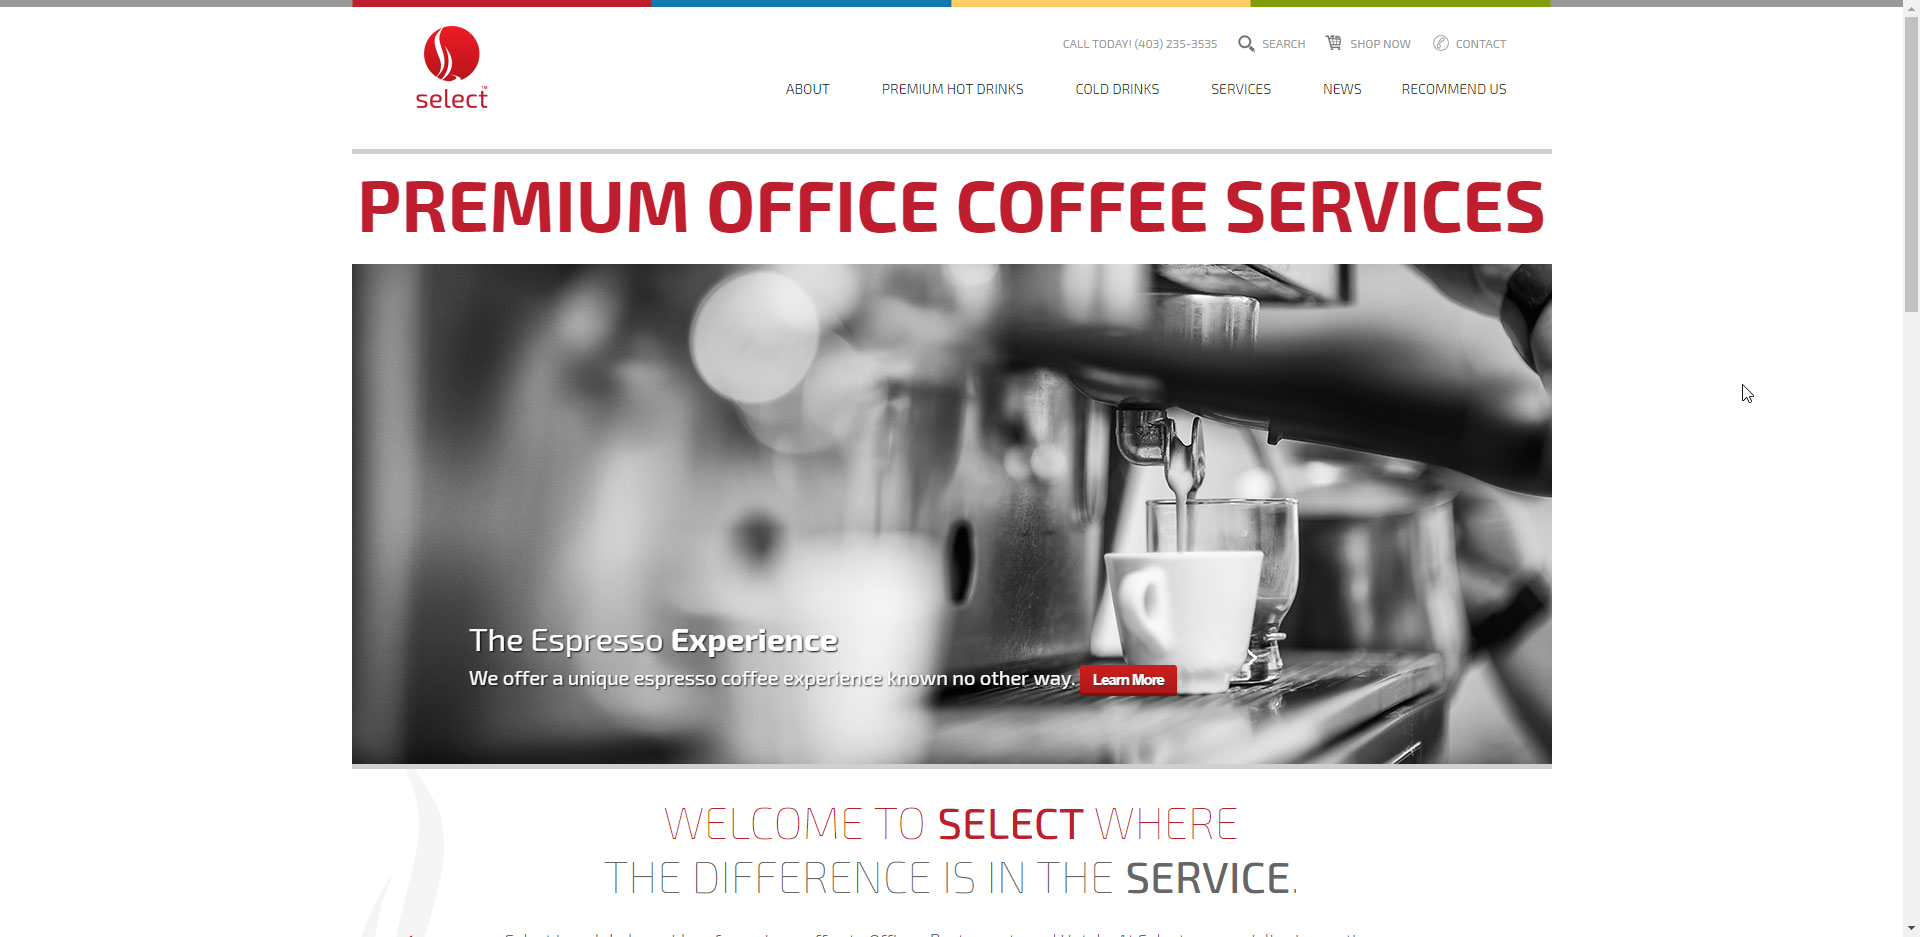 select™
CALL TODAY! (403) 235-3535 SEARCH SHOP NOW CONTACT
ABOUT PREMIUM HOT DRINKS COLD DRINKS SERVICES NEWS RECOMMEND US
PREMIUM OFFICE COFFEE SERVICES
The Espresso Experience
We offer a unique espresso coffee experience known no other way. Learn More
WELCOME TO SELECT WHERE
THE DIFFERENCE IS IN THE SERVICE.